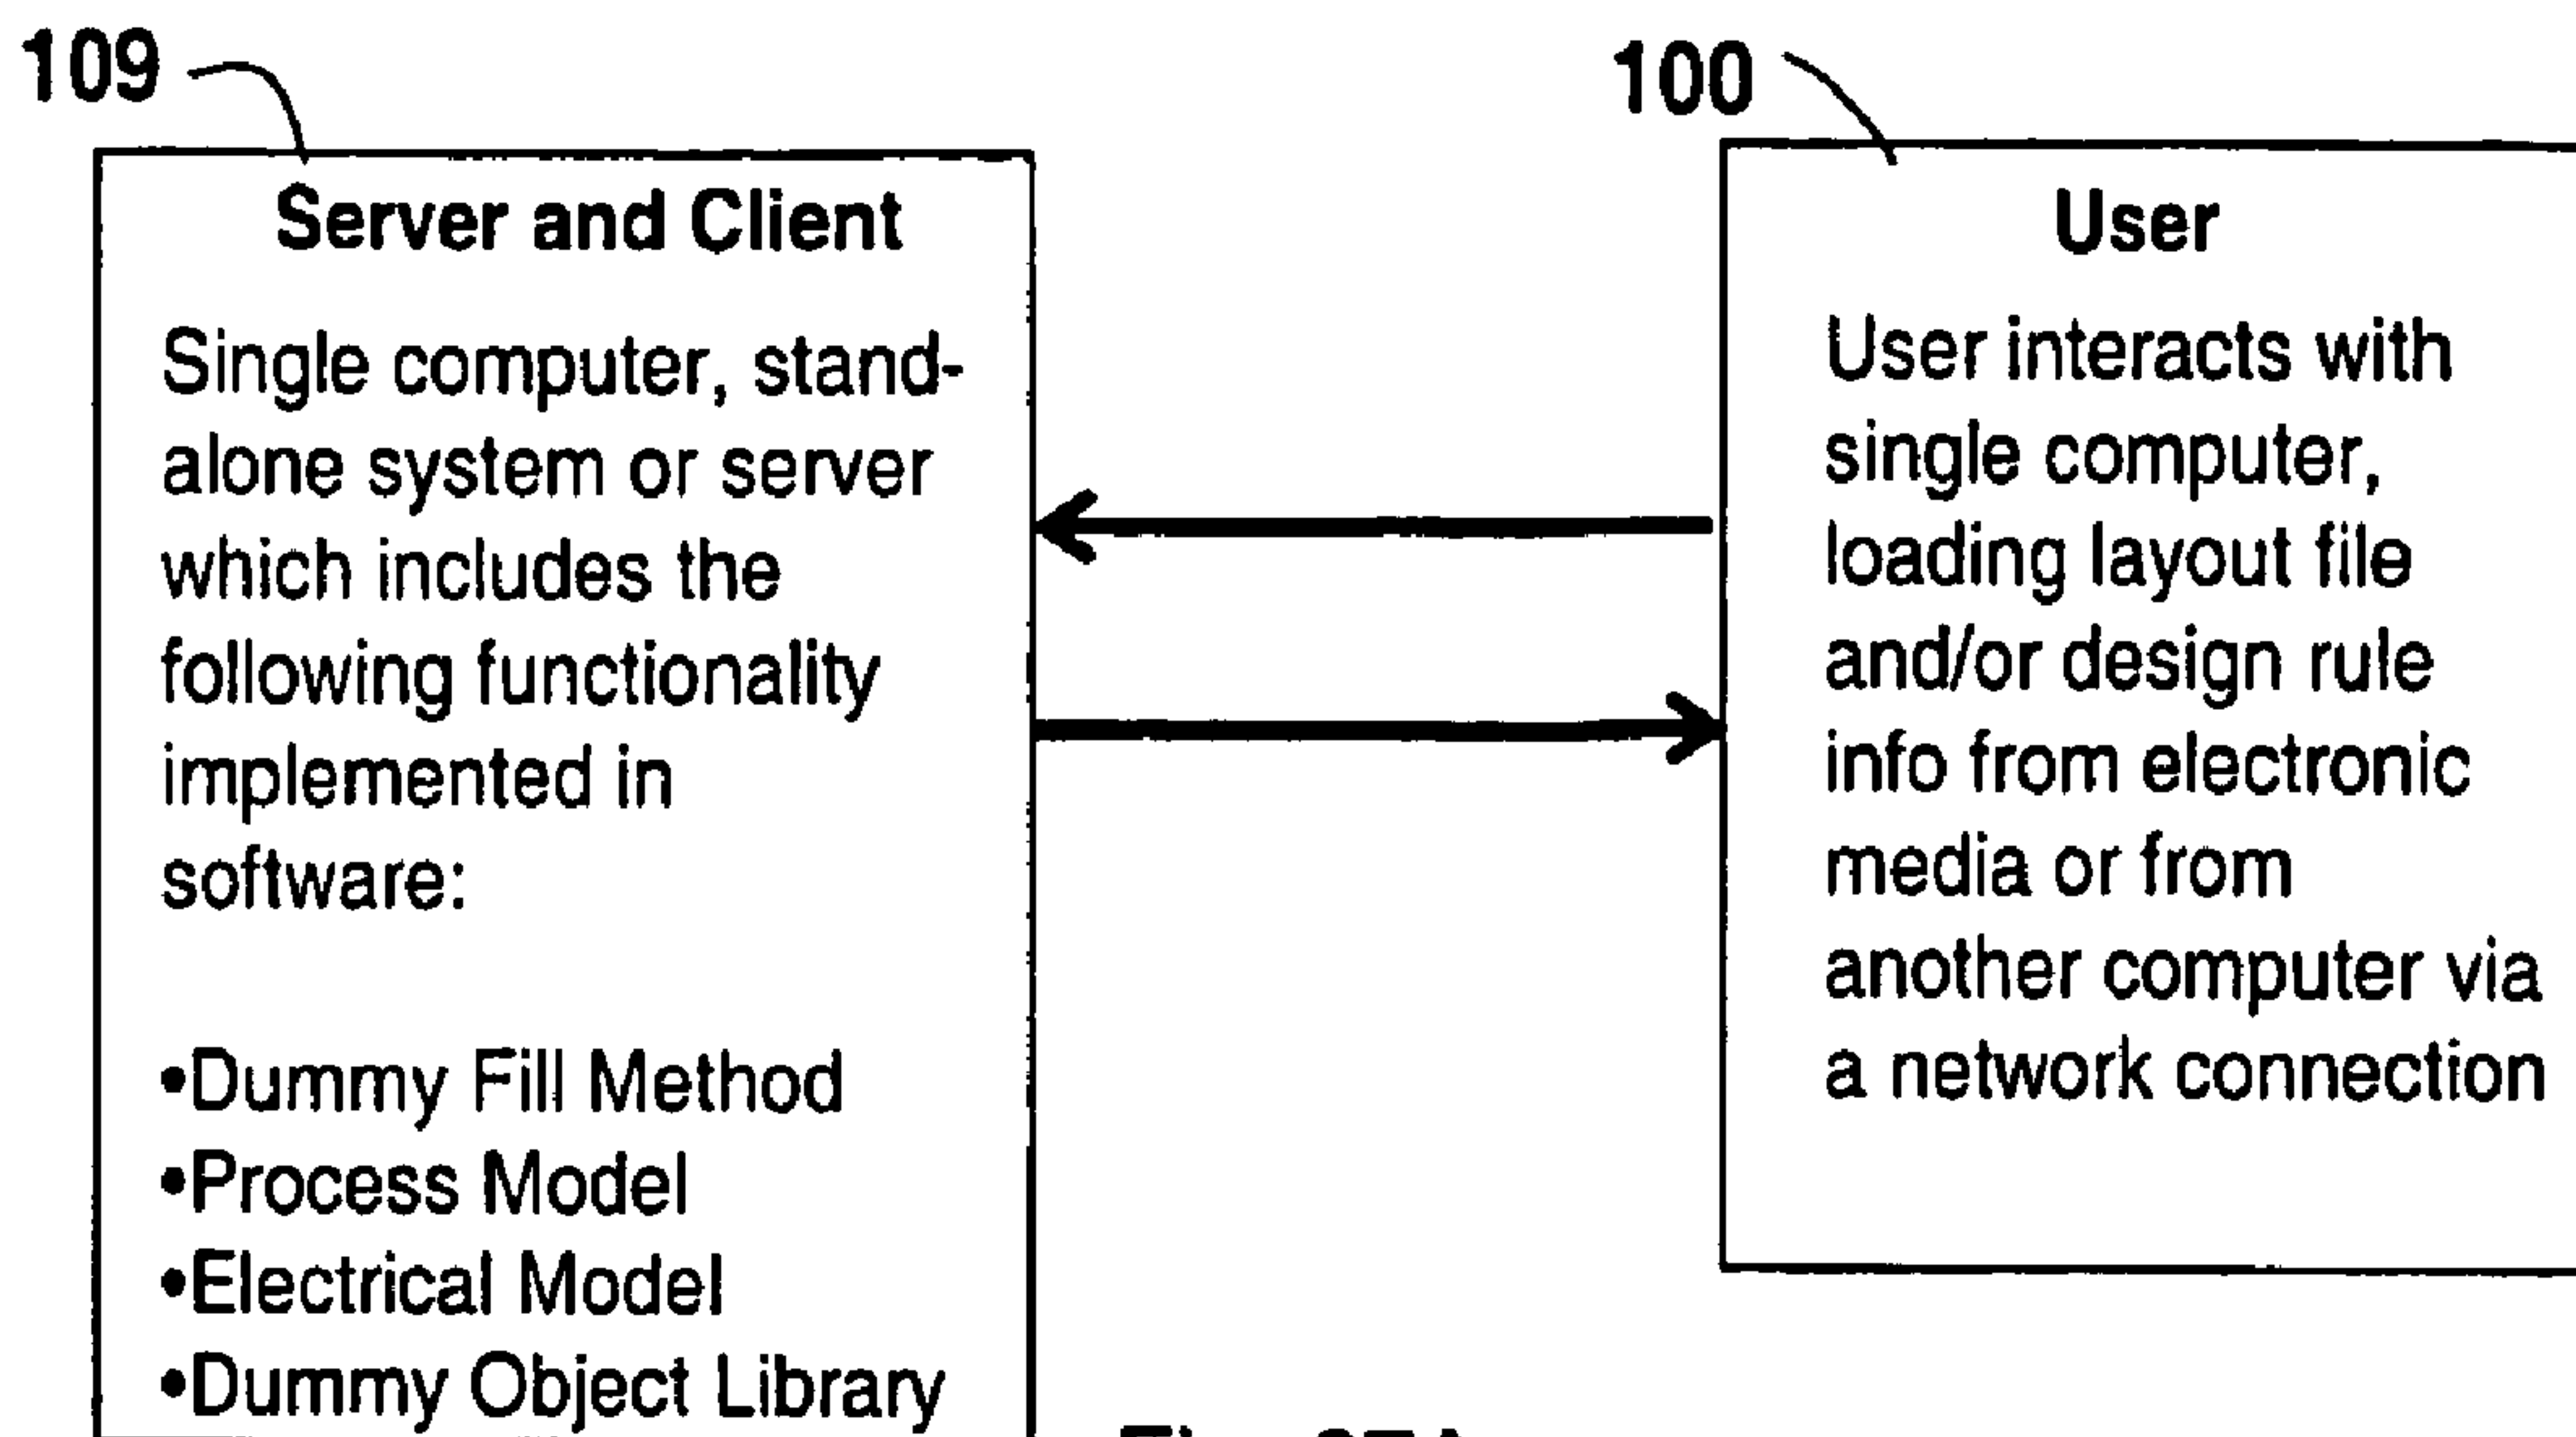 109
Server and Client
Single computer, stand-
alone system or server
which includes the
following functionality
implemented in
software:
•Dummy Fill Method
•Process Model
•Electrical Model
•Dummy Object Library
100
User
User interacts with
single computer,
loading layout file
and/or design rule
info from electronic
media or from
another computer via
a network connection